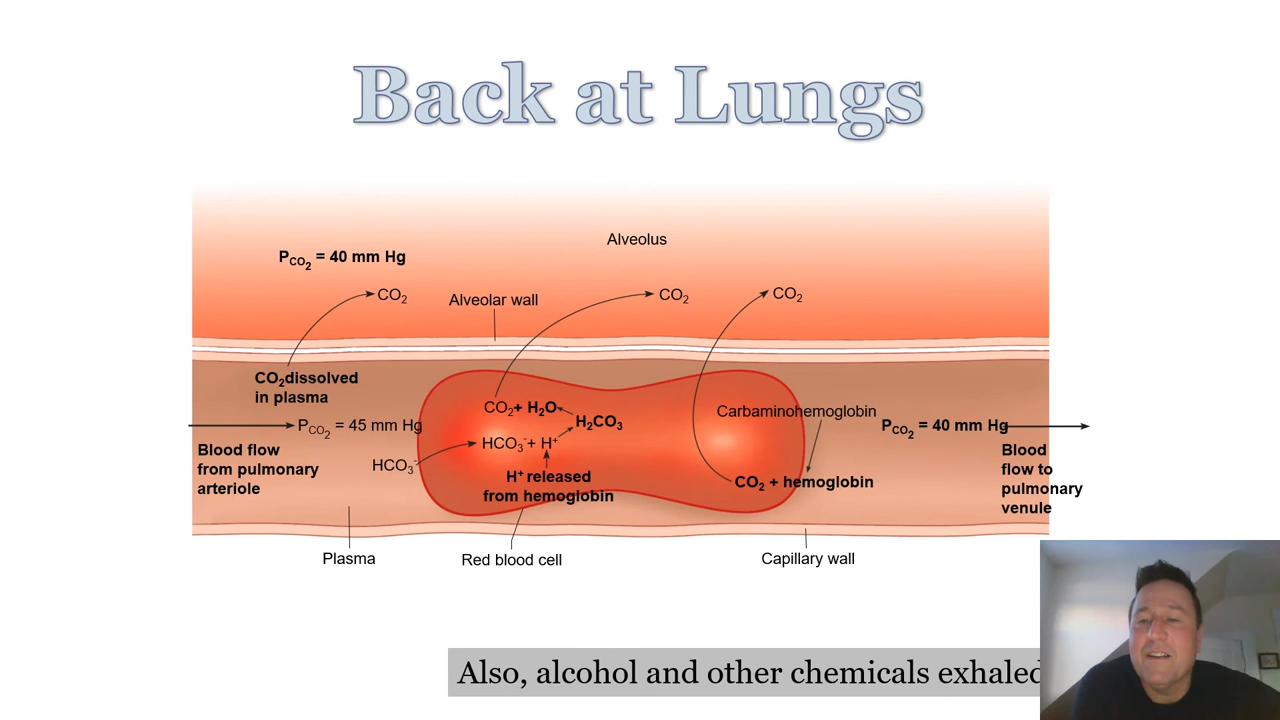 Back at Lungs
Alveolus
PCO2 = 40 mm Hg
CO2
CO2
CO2
Alveolar wall
CO2dissolved
in plasma
PCO2 = 45 mm Hg
Blood flow
from pulmonary
arteriole
HCO3-
CO2+ H2O
H2CO3
HCO3-+ H+
H+ released
from hemoglobin
Carbaminohemoglobin
CO2 + hemoglobin
PCO2 = 40 mm Hg
Blood
flow to
pulmonary
venule
Plasma
Red blood cell
Capillary wall
Also, alcohol and other chemicals exhaled